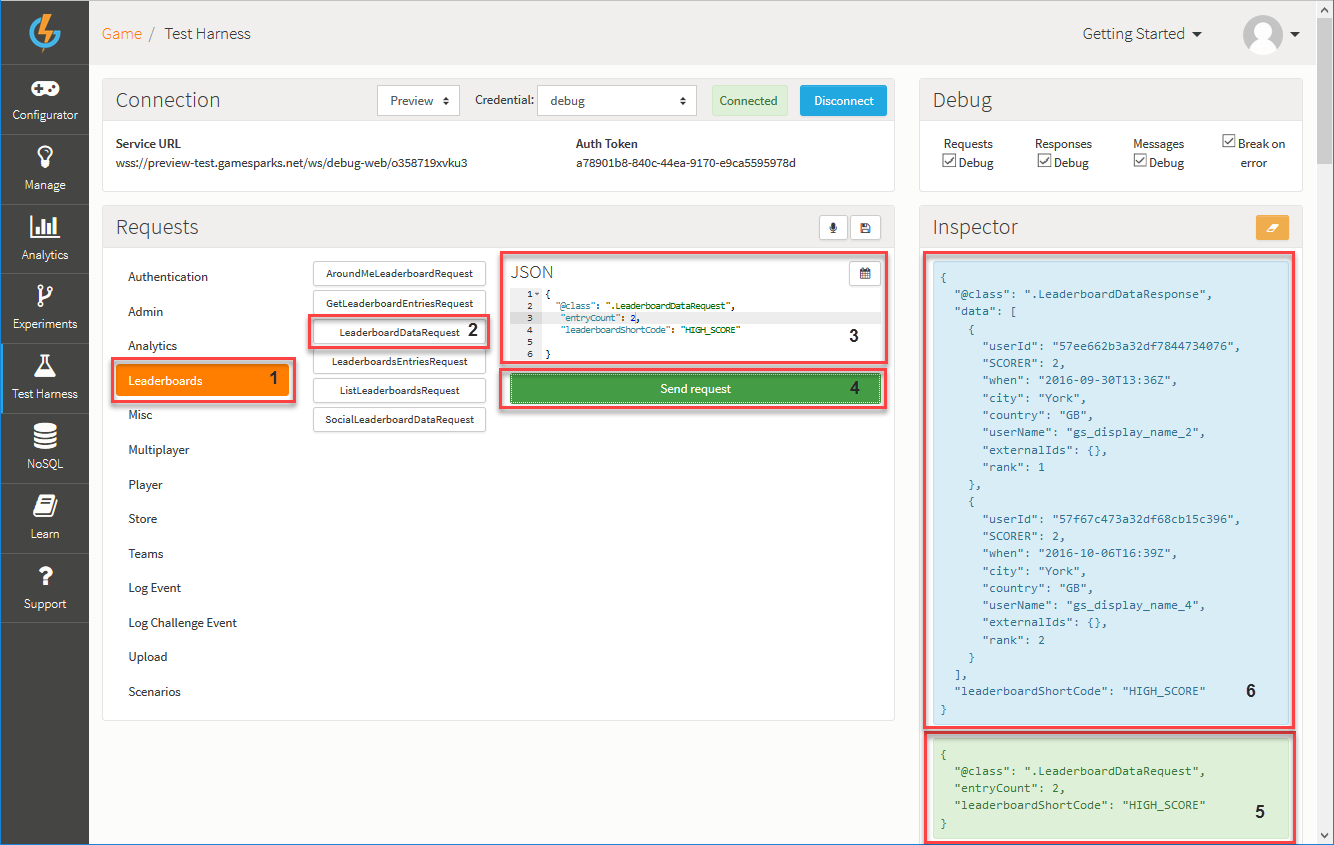 Game / Test Harness
Getting Started
Configurator
Manage
Analytics
Experiments
Test Harness
NoSQL
Learn
? Support
Connection
Preview
Credential:
debug
Connected
Disconnect
Service URL
wss://preview-test.gamesparks.net/ws/debug-web/o358719xvku3
Auth Token
a78901b8-840c-44ea-9170-e9ca5595978d
Debug
Requests
Debug
Responses
Debug
Messages
Debug
Break on
error
Requests
Authentication
Admin
Analytics
Leaderboards 1
Misc
Multiplayer
Player
Store
Teams
Log Event
Log Challenge Event
Upload
Scenarios
AroundMeLeaderboardRequest
GetLeaderboardEntriesRequest
LeaderboardDataRequest 2
LeaderboardsEntriesRequest
ListLeaderboardsRequest
SocialLeaderboardDataRequest
JSON
1 {
2 "@class": ".LeaderboardDataRequest",
3 "entryCount": 2,
4 "leaderboardShortCode": "HIGH_SCORE"
5
6 }
3
Send request 4
Inspector
{
"@class": ".LeaderboardDataResponse",
"data": [
{
"userId": "57ee662b3a32df7844734076",
"SCORER": 2,
"when": "2016-09-30T13:36Z",
"city": "York",
"country": "GB",
"userName": "gs_display_name_2",
"externalIds": {},
"rank": 1
},
{
"userId": "57f67c473a32df68cb15c396",
"SCORER": 2,
"when": "2016-10-06T16:39Z",
"city": "York",
"country": "GB",
"userName": "gs_display_name_4",
"externalIds": {},
"rank": 2
}
],
"leaderboardShortCode": "HIGH_SCORE" 6
}
{
"@class": ".LeaderboardDataRequest",
"entryCount": 2,
"leaderboardShortCode": "HIGH_SCORE"
5
}